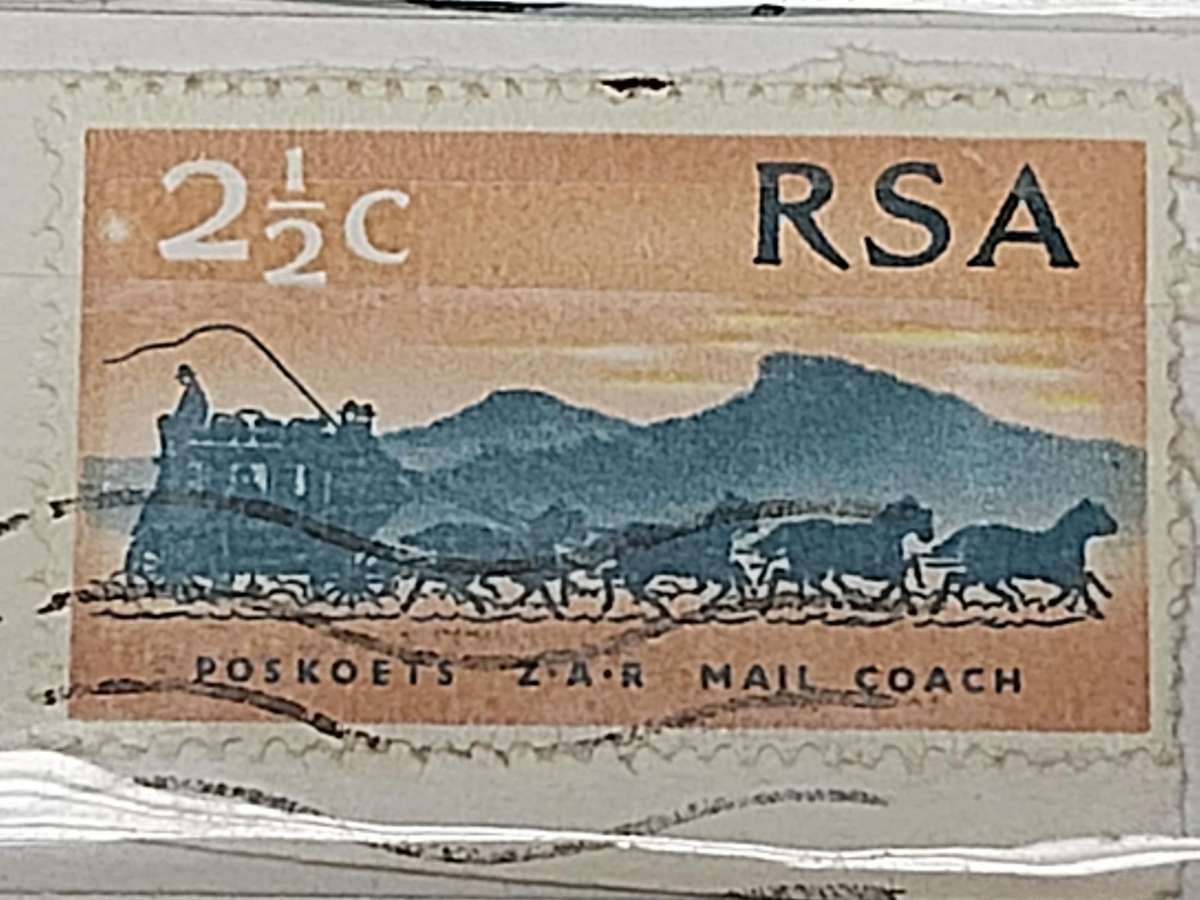 2½c RSA
POSKOETS Z·A·R MAIL COACH